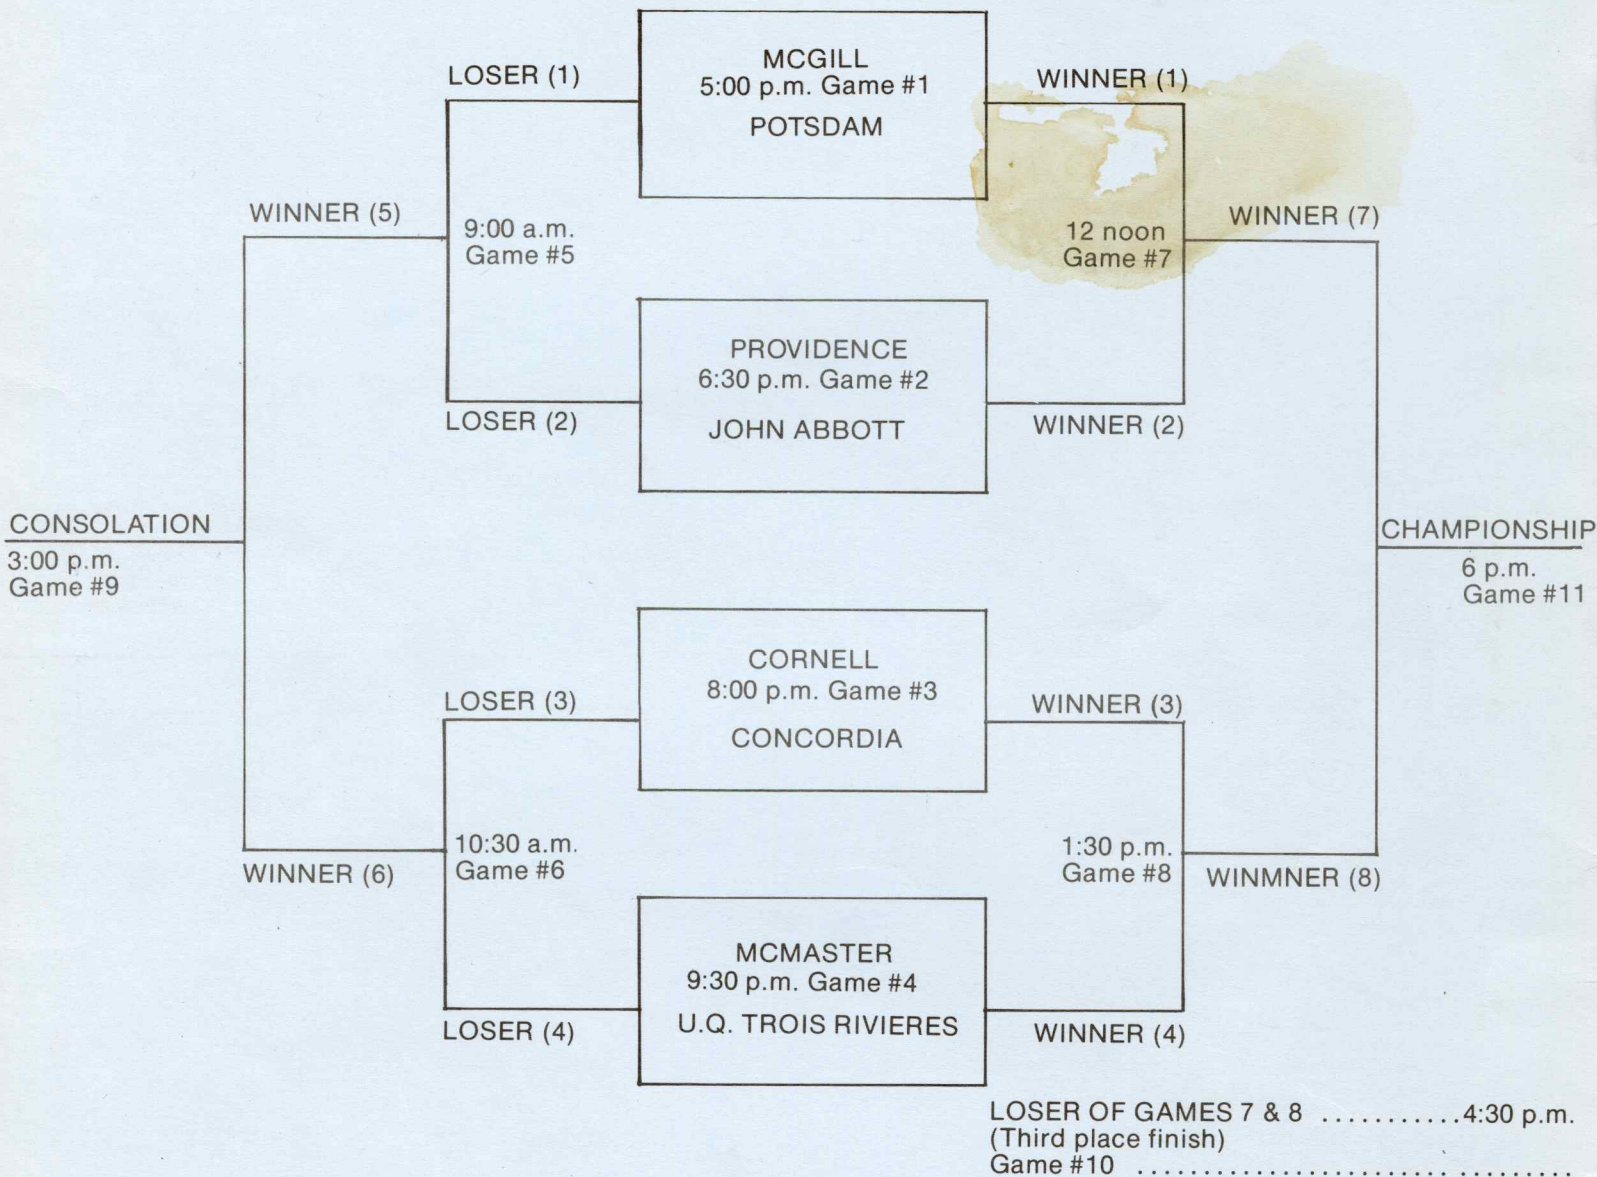 MCGILL
LOSER (1)
WINNER (1)
5:00 p.m. Game #1
POTSDAM
WINNER (5)
WINNER (7)
9:00 a.m.
Game #5
12 noon
Game #7
PROVIDENCE
6:30 p.m. Game #2
LOSER (2)
JOHN ABBOTT
WINNER (2)
CONSOLATION
3:00 p.m.
Game #9
CHAMPIONSHIP
6 p.m.
Game #11
CORNELL
8:00 p.m. Game #3
LOSER (3)
WINNER (3)
CONCORDIA
10:30 a.m.
Game #6
1:30 p.m.
Game #8
WINNER (6)
WINMNER (8)
MCMASTER
9:30 p.m. Game #4
U.Q. TROIS RIVIERES
LOSER (4)
WINNER (4)
LOSER OF GAMES 7 & 8 ...........4:30 p.m.
(Third place finish)
Game #10 ................................